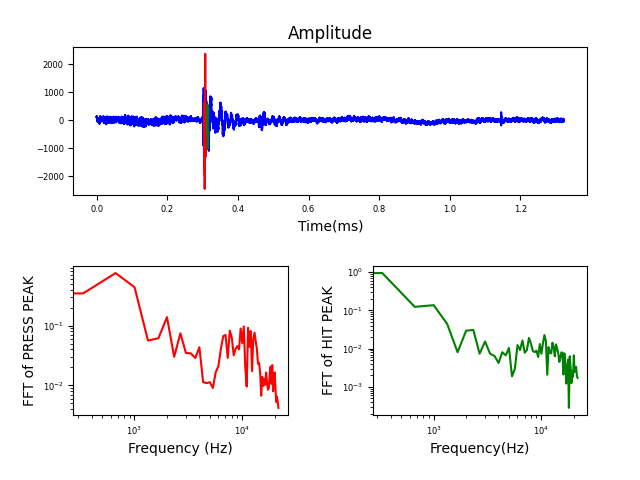 Amplitude
2000
1000
0
−1000
−2000
0.0 0.2 0.4 0.6 0.8 1.0 1.2
Time(ms)
FFT of PRESS PEAK
10⁻¹
10⁻²
10³ 10⁴
Frequency (Hz)
FFT of HIT PEAK
10⁰
10⁻¹
10⁻²
10⁻³
10³ 10⁴
Frequency(Hz)